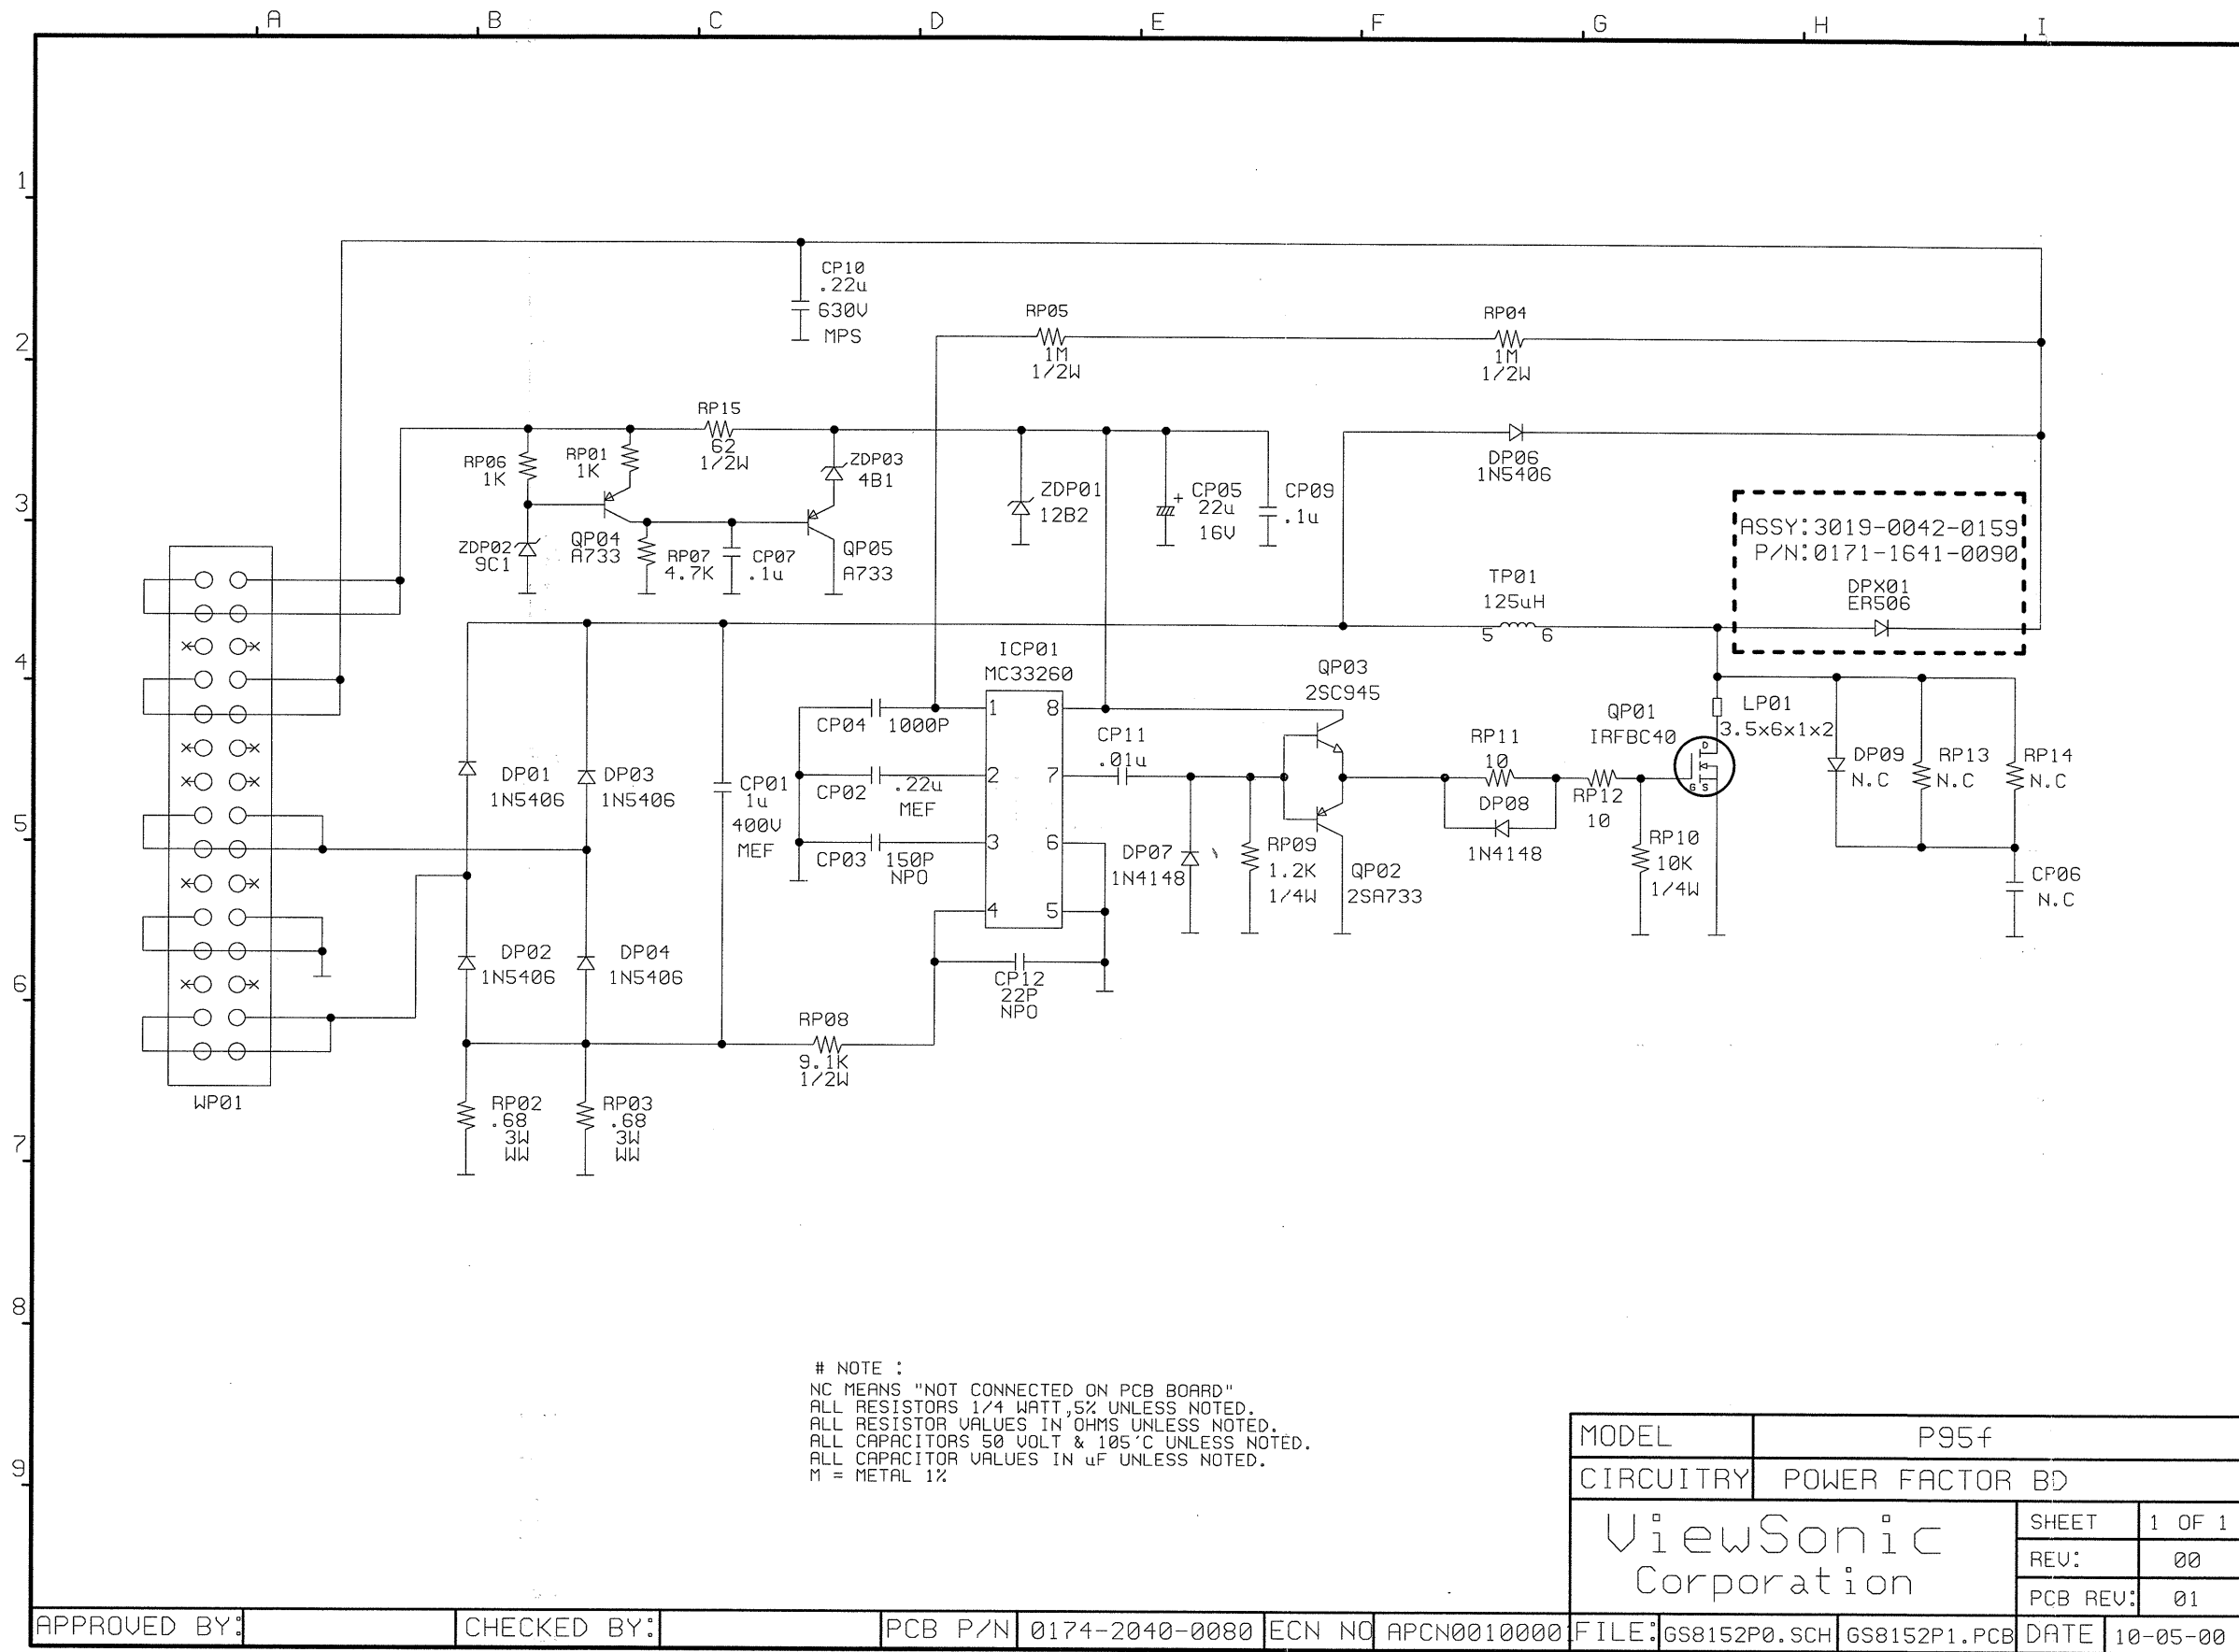 A B C D E F G H I
1
2
3
4
5
6
7
8
9
CP10
.22u
630V
MPS
RP05
1M
1/2W
RP04
1M
1/2W
RP15
62
1/2W
RP06
1K
RP01
1K
ZDP03
4B1
ZDP01
12B2
+ CP05
22u
16V
CP09
.1u
DP06
1N5406
ASSY:3019-0042-0159
P/N:0171-1641-0090
DPX01
ER506
ZDP02
9C1
QP04
A733
RP07
4.7K
CP07
.1u
QP05
A733
TP01
125uH
5 6
ICP01
MC33260
1 8
2 7
3 6
4 5
QP03
2SC945
CP04 1000P
CP02 .22u
MEF
CP03 150P
NPO
CP11
.01u
RP11
10
DP08
1N4148
RP12
10
QP01
IRFBC40
D
G S
LP01
3.5x6x1x2
DP09
N.C
RP13
N.C
RP14
N.C
DP01
1N5406
DP03
1N5406
CP01
1u
400V
MEF
DP07
1N4148
RP09
1.2K
1/4W
QP02
2SA733
RP10
10K
1/4W
CP06
N.C
DP02
1N5406
DP04
1N5406
CP12
22P
NPO
RP08
9.1K
1/2W
WP01
RP02
.68
3W
WW
RP03
.68
3W
WW
# NOTE :
NC MEANS "NOT CONNECTED ON PCB BOARD"
ALL RESISTORS 1/4 WATT,5% UNLESS NOTED.
ALL RESISTOR VALUES IN OHMS UNLESS NOTED.
ALL CAPACITORS 50 VOLT & 105'C UNLESS NOTED.
ALL CAPACITOR VALUES IN uF UNLESS NOTED.
M = METAL 1%
MODEL P95f
CIRCUITRY POWER FACTOR BD
ViewSonic
Corporation
SHEET 1 OF 1
REV: 00
PCB REV: 01
APPROVED BY: CHECKED BY: PCB P/N 0174-2040-0080 ECN NO APCN00100001 FILE: GS8152P0.SCH GS8152P1.PCB DATE 10-05-00